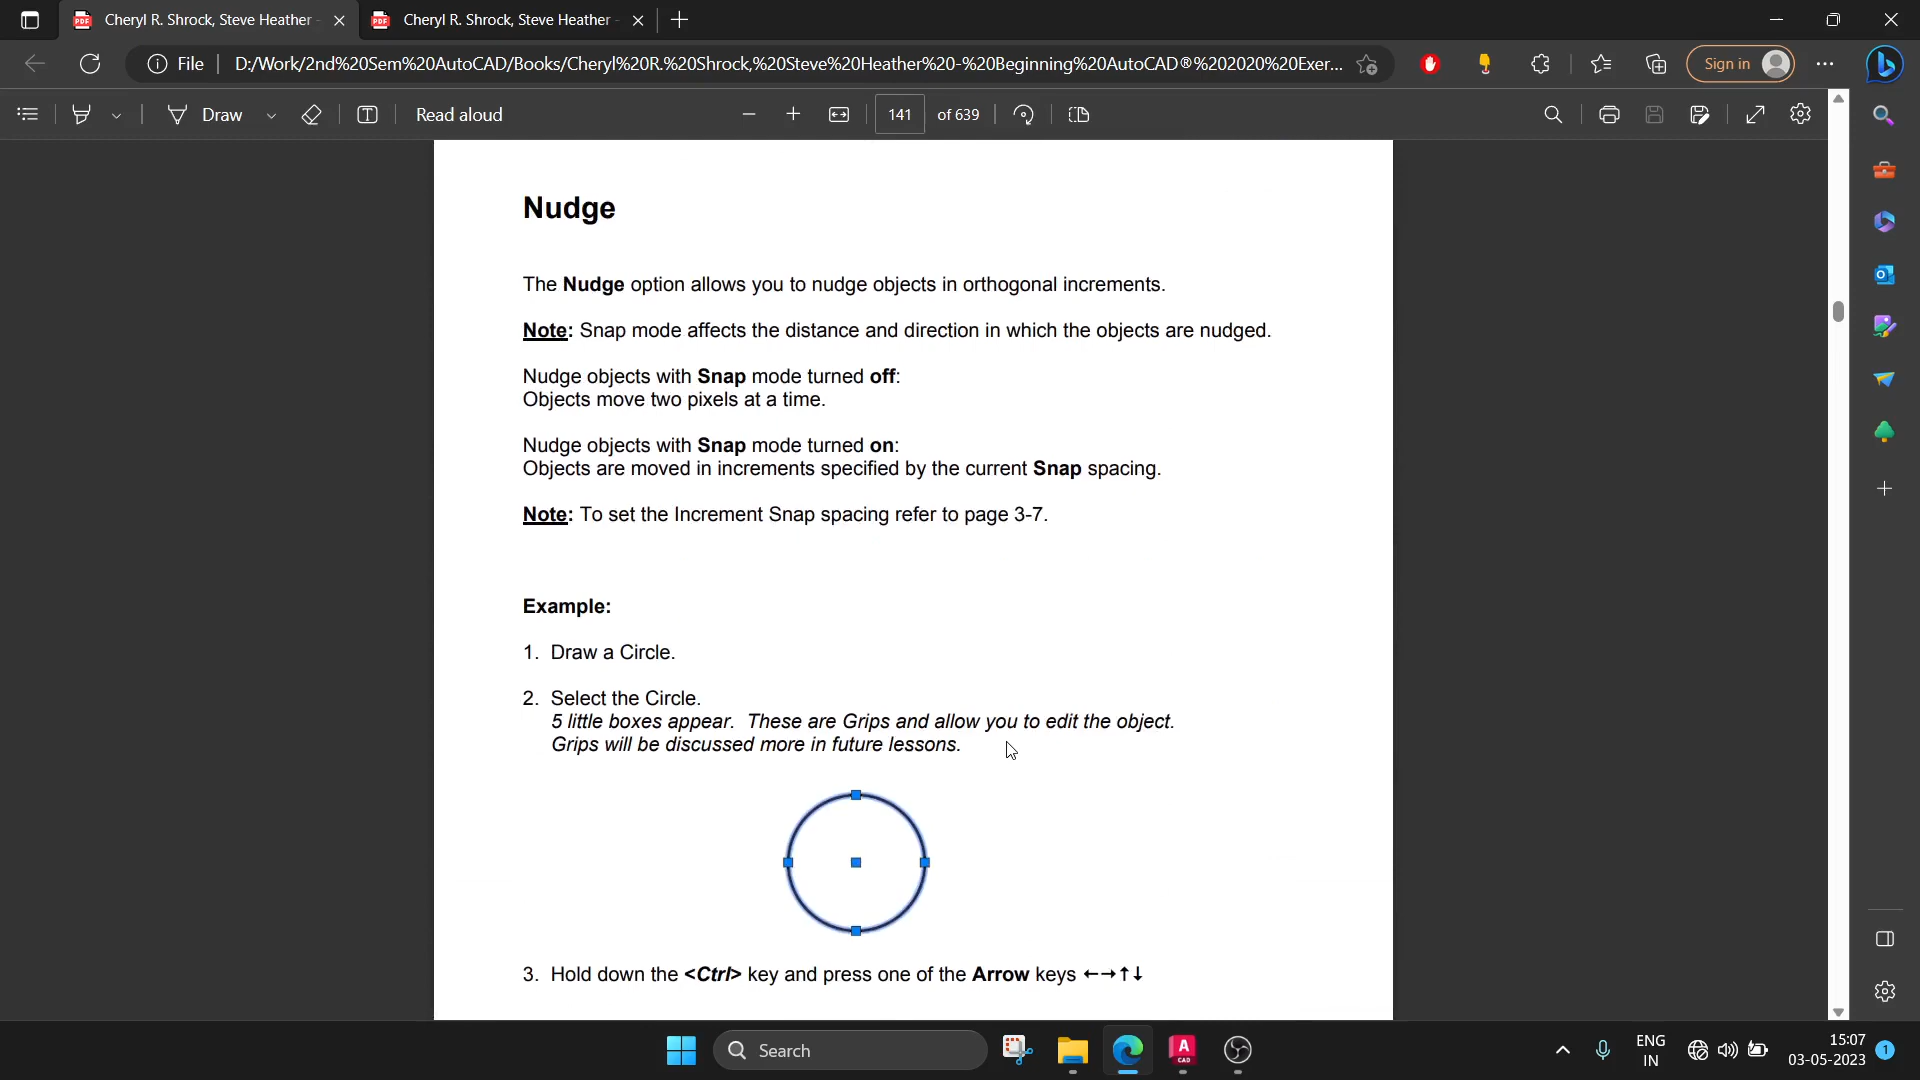 Cheryl R. Shrock, Steve Heather -
Cheryl R. Shrock, Steve Heather -
File
D:/Work/2nd%20Sem%20AutoCAD/Books/Cheryl%20R.%20Shrock,%20Steve%20Heather%20-%20Beginning%20AutoCAD®%202020%20Exer...
Sign in
Draw
Read aloud
141 of 639
Nudge
The Nudge option allows you to nudge objects in orthogonal increments.
Note: Snap mode affects the distance and direction in which the objects are nudged.
Nudge objects with Snap mode turned off:
Objects move two pixels at a time.
Nudge objects with Snap mode turned on:
Objects are moved in increments specified by the current Snap spacing.
Note: To set the Increment Snap spacing refer to page 3-7.
Example:
1. Draw a Circle.
2. Select the Circle.
5 little boxes appear. These are Grips and allow you to edit the object.
Grips will be discussed more in future lessons.
3. Hold down the <Ctrl> key and press one of the Arrow keys ←→↑↓
Search
A
CAD
ENG
IN
15:07
03-05-2023
1